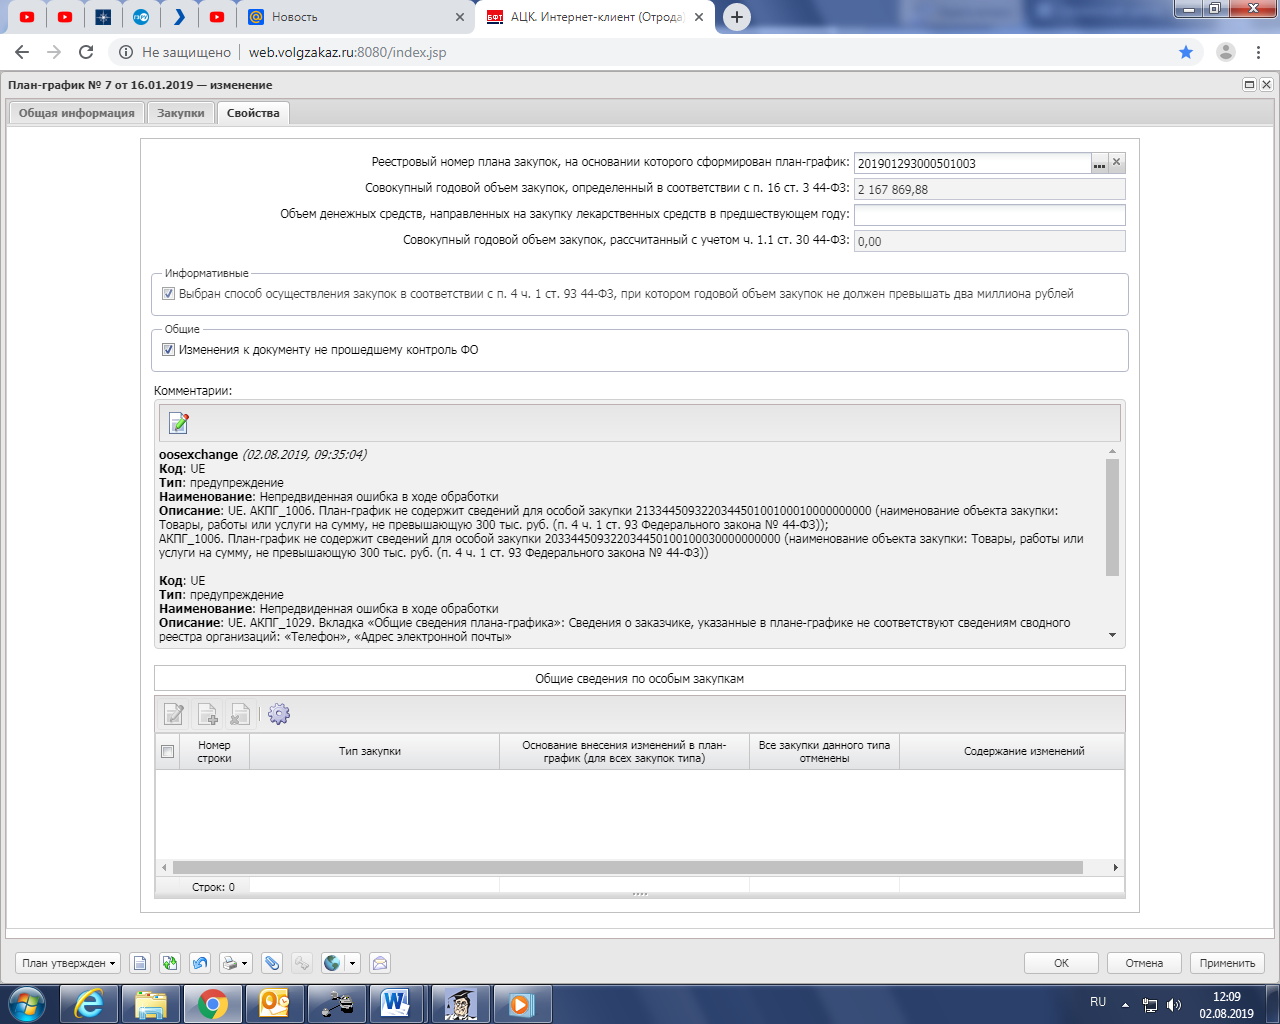 Новость
АЦК. Интернет-клиент (Отрода
Не защищено
web.volgzakaz.ru:8080/index.jsp
План-график № 7 от 16.01.2019 — изменение
Общая информация
Закупки
Свойства
Реестровый номер плана закупок, на основании которого сформирован план-график: 201901293000501003
Совокупный годовой объем закупок, определенный в соответствии с п. 16 ст. 3 44-ФЗ: 2 167 869,88
Объем денежных средств, направленных на закупку лекарственных средств в предшествующем году:
Совокупный годовой объем закупок, рассчитанный с учетом ч. 1.1 ст. 30 44-ФЗ: 0,00
Информативные
Выбран способ осуществления закупок в соответствии с п. 4 ч. 1 ст. 93 44-ФЗ, при котором годовой объем закупок не должен превышать два миллиона рублей
Общие
Изменения к документу не прошедшему контроль ФО
Комментарии:
oosexchange (02.08.2019, 09:35:04)
Код: UE
Тип: предупреждение
Наименование: Непредвиденная ошибка в ходе обработки
Описание: UE. АКПГ_1006. План-график не содержит сведений для особой закупки 213344509322034450100100010000000000 (наименование объекта закупки:
Товары, работы или услуги на сумму, не превышающую 300 тыс. руб. (п. 4 ч. 1 ст. 93 Федерального закона № 44-ФЗ));
АКПГ_1006. План-график не содержит сведений для особой закупки 203344509322034450100100030000000000 (наименование объекта закупки: Товары, работы или
услуги на сумму, не превышающую 300 тыс. руб. (п. 4 ч. 1 ст. 93 Федерального закона № 44-ФЗ))
Код: UE
Тип: предупреждение
Наименование: Непредвиденная ошибка в ходе обработки
Описание: UE. АКПГ_1029. Вкладка «Общие сведения плана-графика»: Сведения о заказчике, указанные в плане-графике не соответствуют сведениям сводного
реестра организаций: «Телефон», «Адрес электронной почты»
Общие сведения по особым закупкам
Номер строки
Тип закупки
Основание внесения изменений в план-график (для всех закупок типа)
Все закупки данного типа отменены
Содержание изменений
Строк: 0
План утвержден
ОК
Отмена
Применить
RU
12:09
02.08.2019